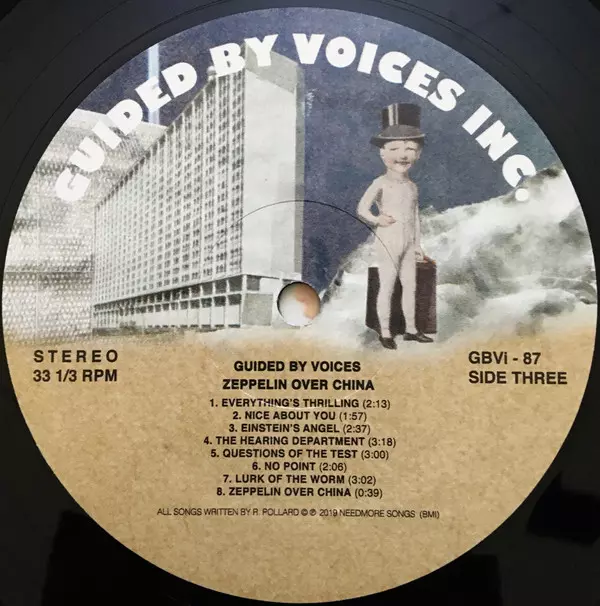 GUIDED BY VOICES INC.
STEREO
33 1/3 RPM
GBVi - 87
SIDE THREE
GUIDED BY VOICES
ZEPPELIN OVER CHINA
1. EVERYTHING'S THRILLING (2:13)
2. NICE ABOUT YOU (1:57)
3. EINSTEIN'S ANGEL (2:37)
4. THE HEARING DEPARTMENT (3:18)
5. QUESTIONS OF THE TEST (3:00)
6. NO POINT (2:06)
7. LURK OF THE WORM (3:02)
8. ZEPPELIN OVER CHINA (0:39)
ALL SONGS WRITTEN BY R. POLLARD © ℗ 2019 NEEDMORE SONGS (BMI)